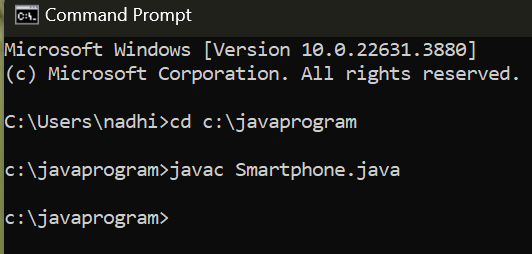 Command Prompt
Microsoft Windows [Version 10.0.22631.3880]
(c) Microsoft Corporation. All rights reserved.
C:\Users\nadhi>cd c:\javaprogram
c:\javaprogram>javac Smartphone.java
c:\javaprogram>